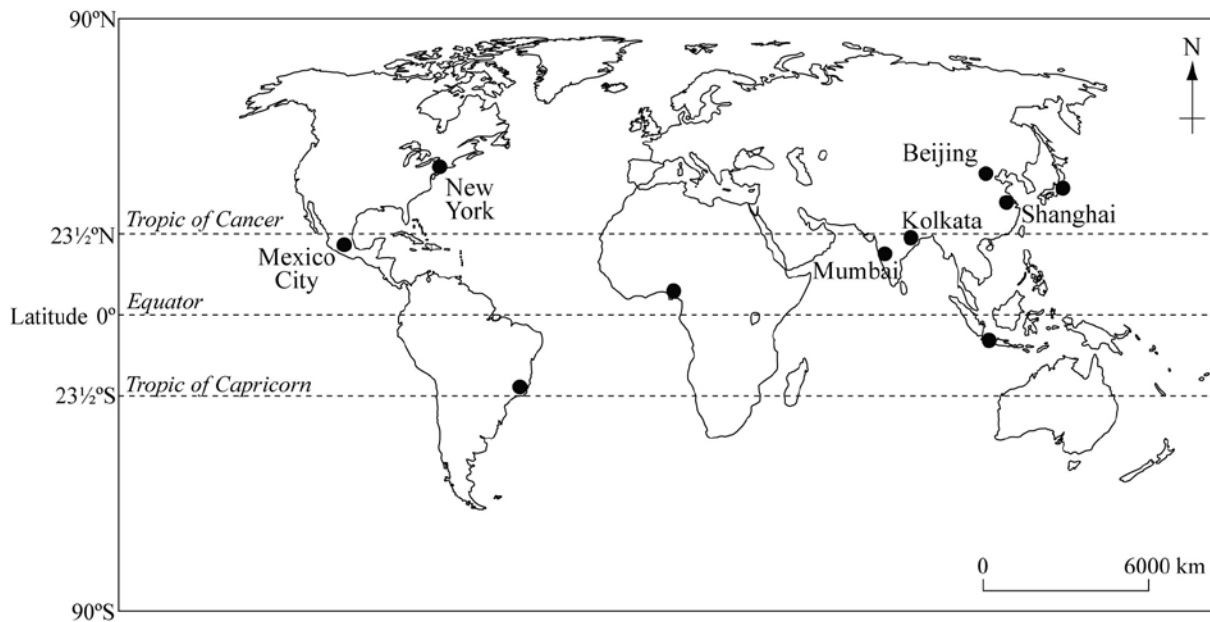 90ºN
N
Beijing
New
York
Tropic of Cancer
Shanghai
Kolkata
23½ºN
Mexico
City
Mumbai
Equator
Latitude 0º
Tropic of Capricorn
23½ºS
0 6000 km
90ºS